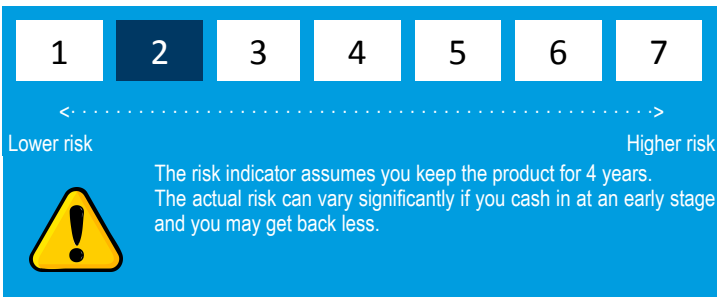 1 2 3 4 5 6 7
Lower risk Higher risk
The risk indicator assumes you keep the product for 4 years.
The actual risk can vary significantly if you cash in at an early stage
and you may get back less.